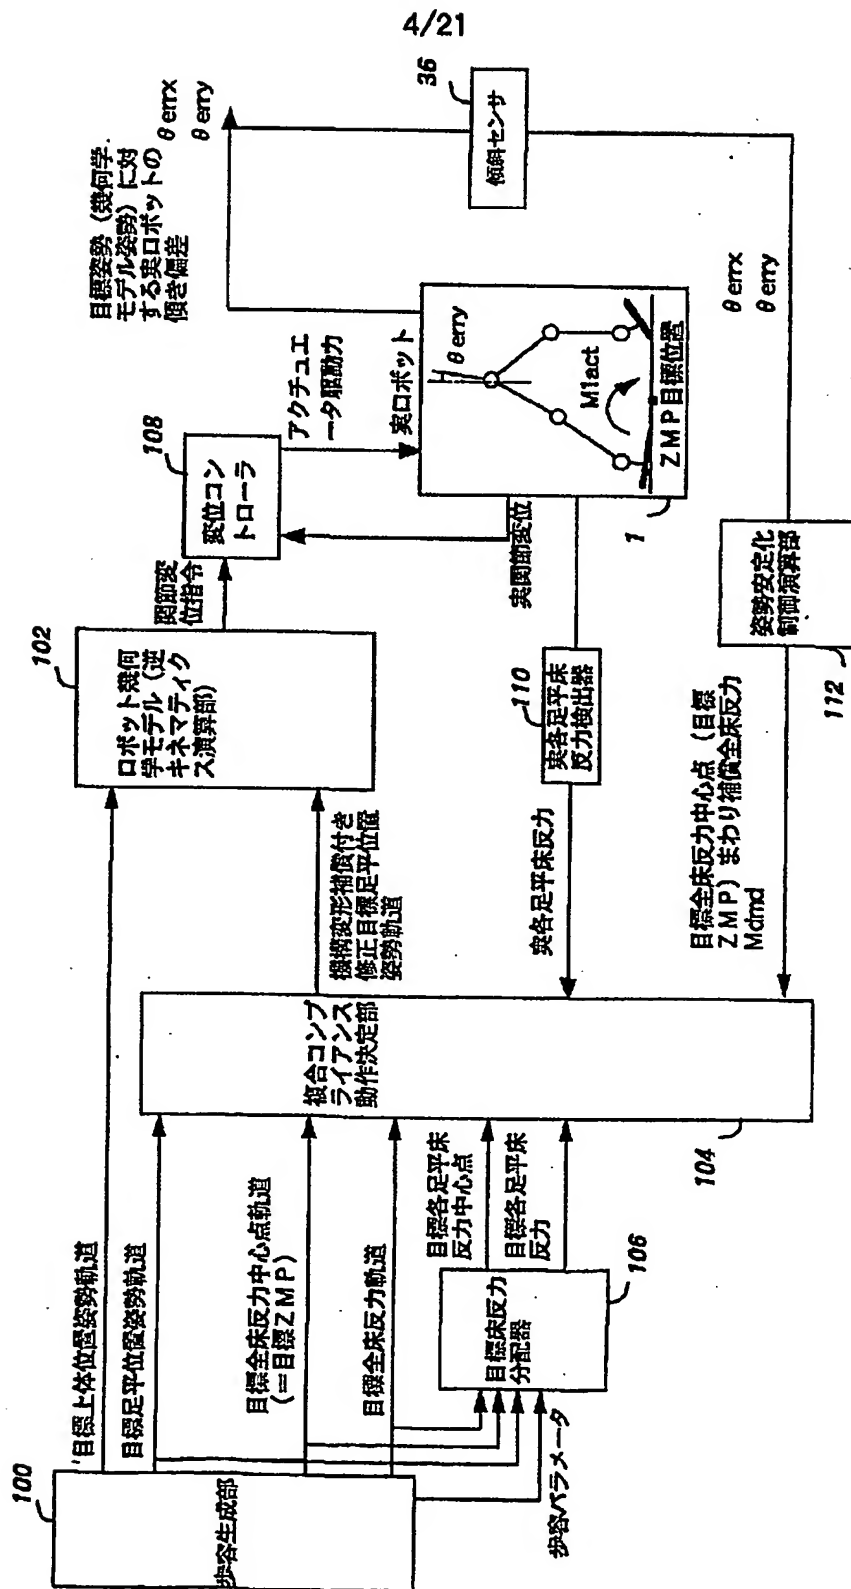 4/21
100
歩容生成部
目標上体位置姿勢軌道
目標足平位置姿勢軌道
目標全床反力中心点軌道
(=目標ZMP)
目標全床反力軌道
歩容パラメータ
目標床反力
分配器
106
目標各足平床
反力中心点
目標各足平床
反力
複合コンプ
ライアンス
動作決定部
104
機構変形補償付き
修正目標足平位置
姿勢軌道
102
ロボット幾何
学モデル(逆
キネマティク
ス演算部)
関節変
位指令
108
変位コン
トローラ
アクチュエ
ータ駆動力
実関節変位
実ロボット
θerry
M1act
ZMP目標位置
1
110
実各足平床
反力検出器
実各足平床反力
目標姿勢(幾何学
モデル姿勢)に対
する実ロボットの
傾き偏差
θerrx
θerry
36
傾斜センサ
θerrx
θerry
姿勢安定化
制御演算部
112
目標全床反力中心点(目標
ZMP)まわり補償全床反力
Mdmd